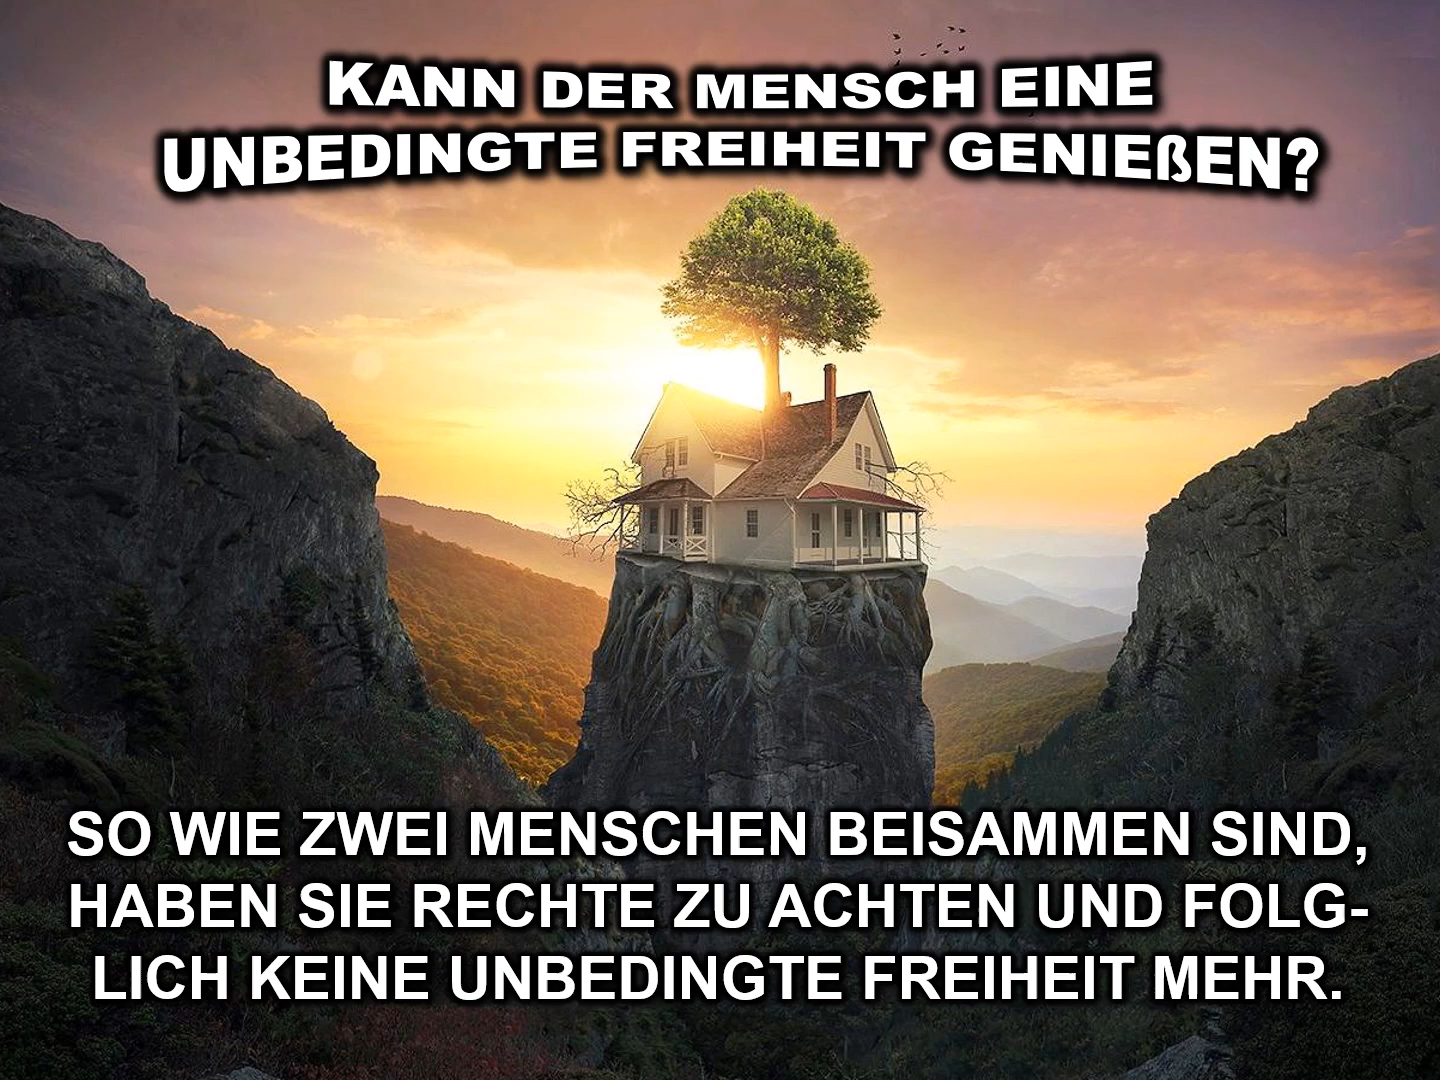 KANN DER MENSCH EINE
UNBEDINGTE FREIHEIT GENIEßEN?
SO WIE ZWEI MENSCHEN BEISAMMEN SIND,
HABEN SIE RECHTE ZU ACHTEN UND FOLG-
LICH KEINE UNBEDINGTE FREIHEIT MEHR.